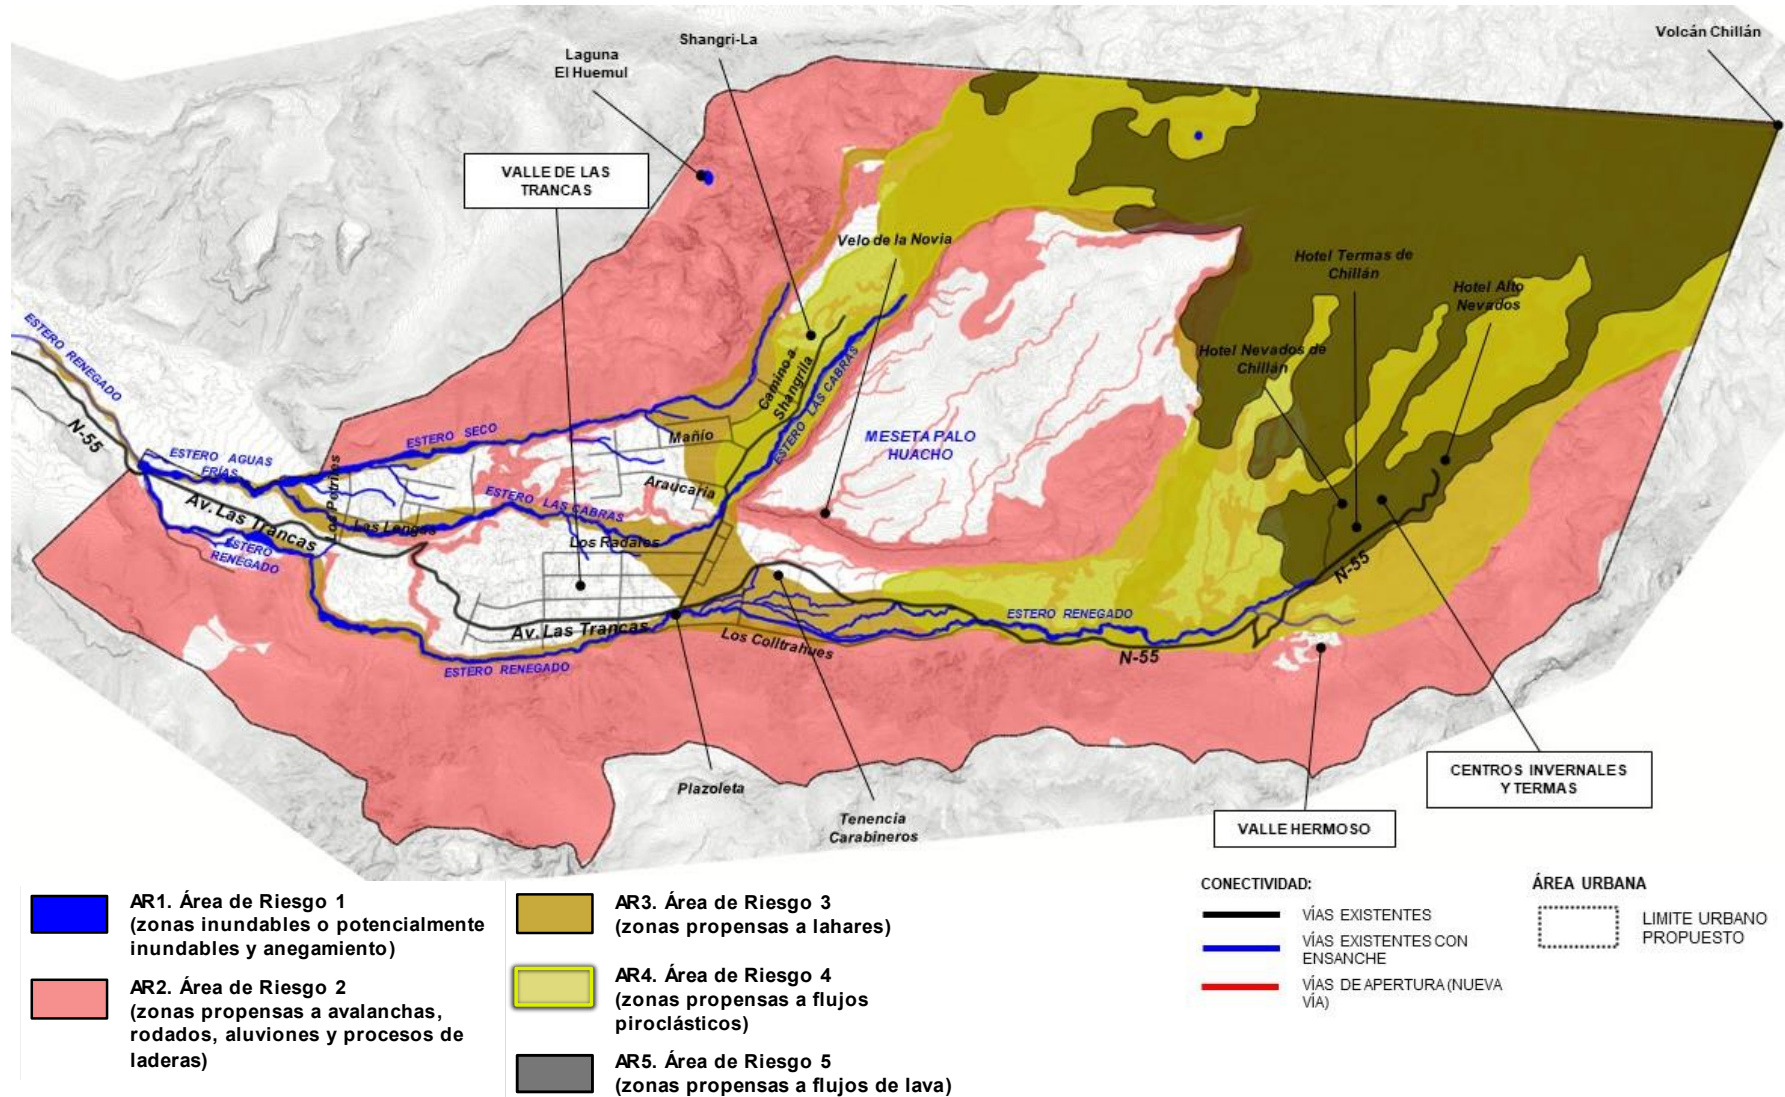 Shangri-La
Volcán Chillán
Laguna
El Huemul
VALLE DE LAS
TRANCAS
Velo de la Novia
Hotel Termas de
Chillán
Hotel Alto
Nevados
Hotel Nevados de
Chillán
ESTERO RENEGADO
N-55
ESTERO AGUAS
FRÍAS
ESTERO SECO
Camino a
Shangrila
ESTERO LAS CABRAS
Mañío
MESETA PALO
HUACHO
Araucaria
ESTERO LAS CABRAS
Los Petriles
Las Lengas
Av. Las Trancas
Los Radales
ESTERO
RENEGADO
N-55
ESTERO RENEGADO
Av. Las Trancas
Los Colltrahues
N-55
ESTERO RENEGADO
Plazoleta
Tenencia
Carabineros
CENTROS INVERNALES
Y TERMAS
VALLE HERMOSO
AR1. Área de Riesgo 1
(zonas inundables o potencialmente
inundables y anegamiento)
AR2. Área de Riesgo 2
(zonas propensas a avalanchas,
rodados, aluviones y procesos de
laderas)
AR3. Área de Riesgo 3
(zonas propensas a lahares)
AR4. Área de Riesgo 4
(zonas propensas a flujos
piroclásticos)
AR5. Área de Riesgo 5
(zonas propensas a flujos de lava)
CONECTIVIDAD:
VÍAS EXISTENTES
VÍAS EXISTENTES CON
ENSANCHE
VÍAS DE APERTURA (NUEVA
VÍA)
ÁREA URBANA
LIMITE URBANO
PROPUESTO